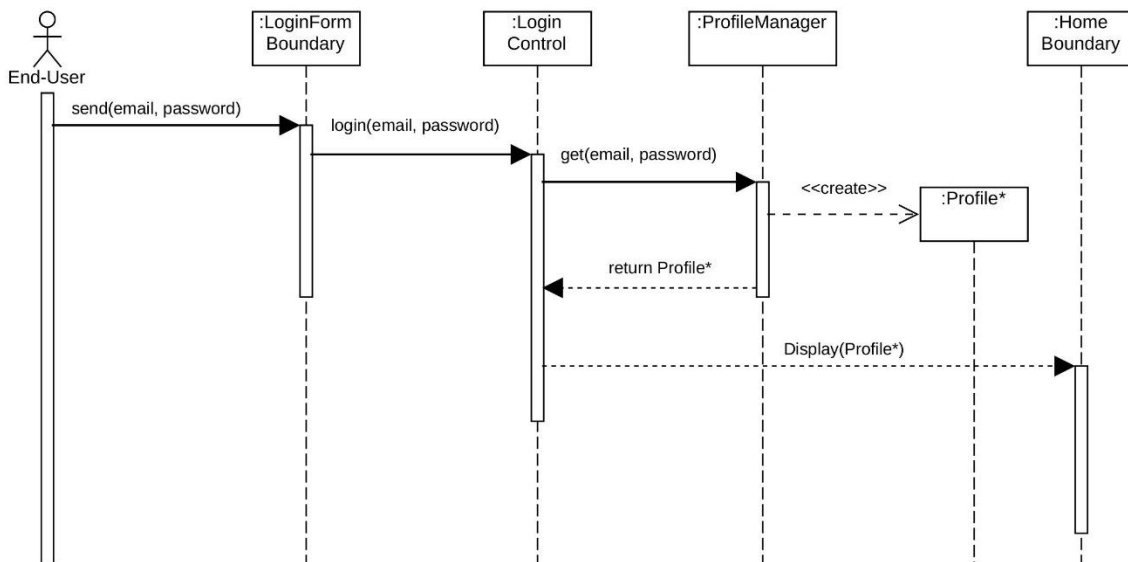 :LoginForm
Boundary
:Login
Control
:ProfileManager
:Home
Boundary
End-User
send(email, password)
login(email, password)
get(email, password)
<<create>>
:Profile*
return Profile*
Display(Profile*)